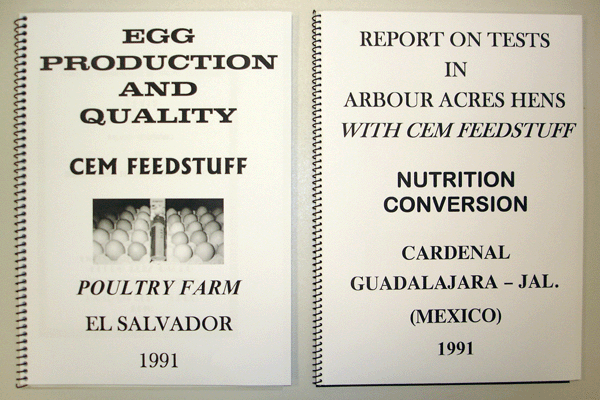 EGG
PRODUCTION
AND
QUALITY
CEM FEEDSTUFF
POULTRY FARM
EL SALVADOR
1991
REPORT ON TESTS
IN
ARBOUR ACRES HENS
WITH CEM FEEDSTUFF
NUTRITION
CONVERSION
CARDENAL
GUADALAJARA – JAL.
(MEXICO)
1991